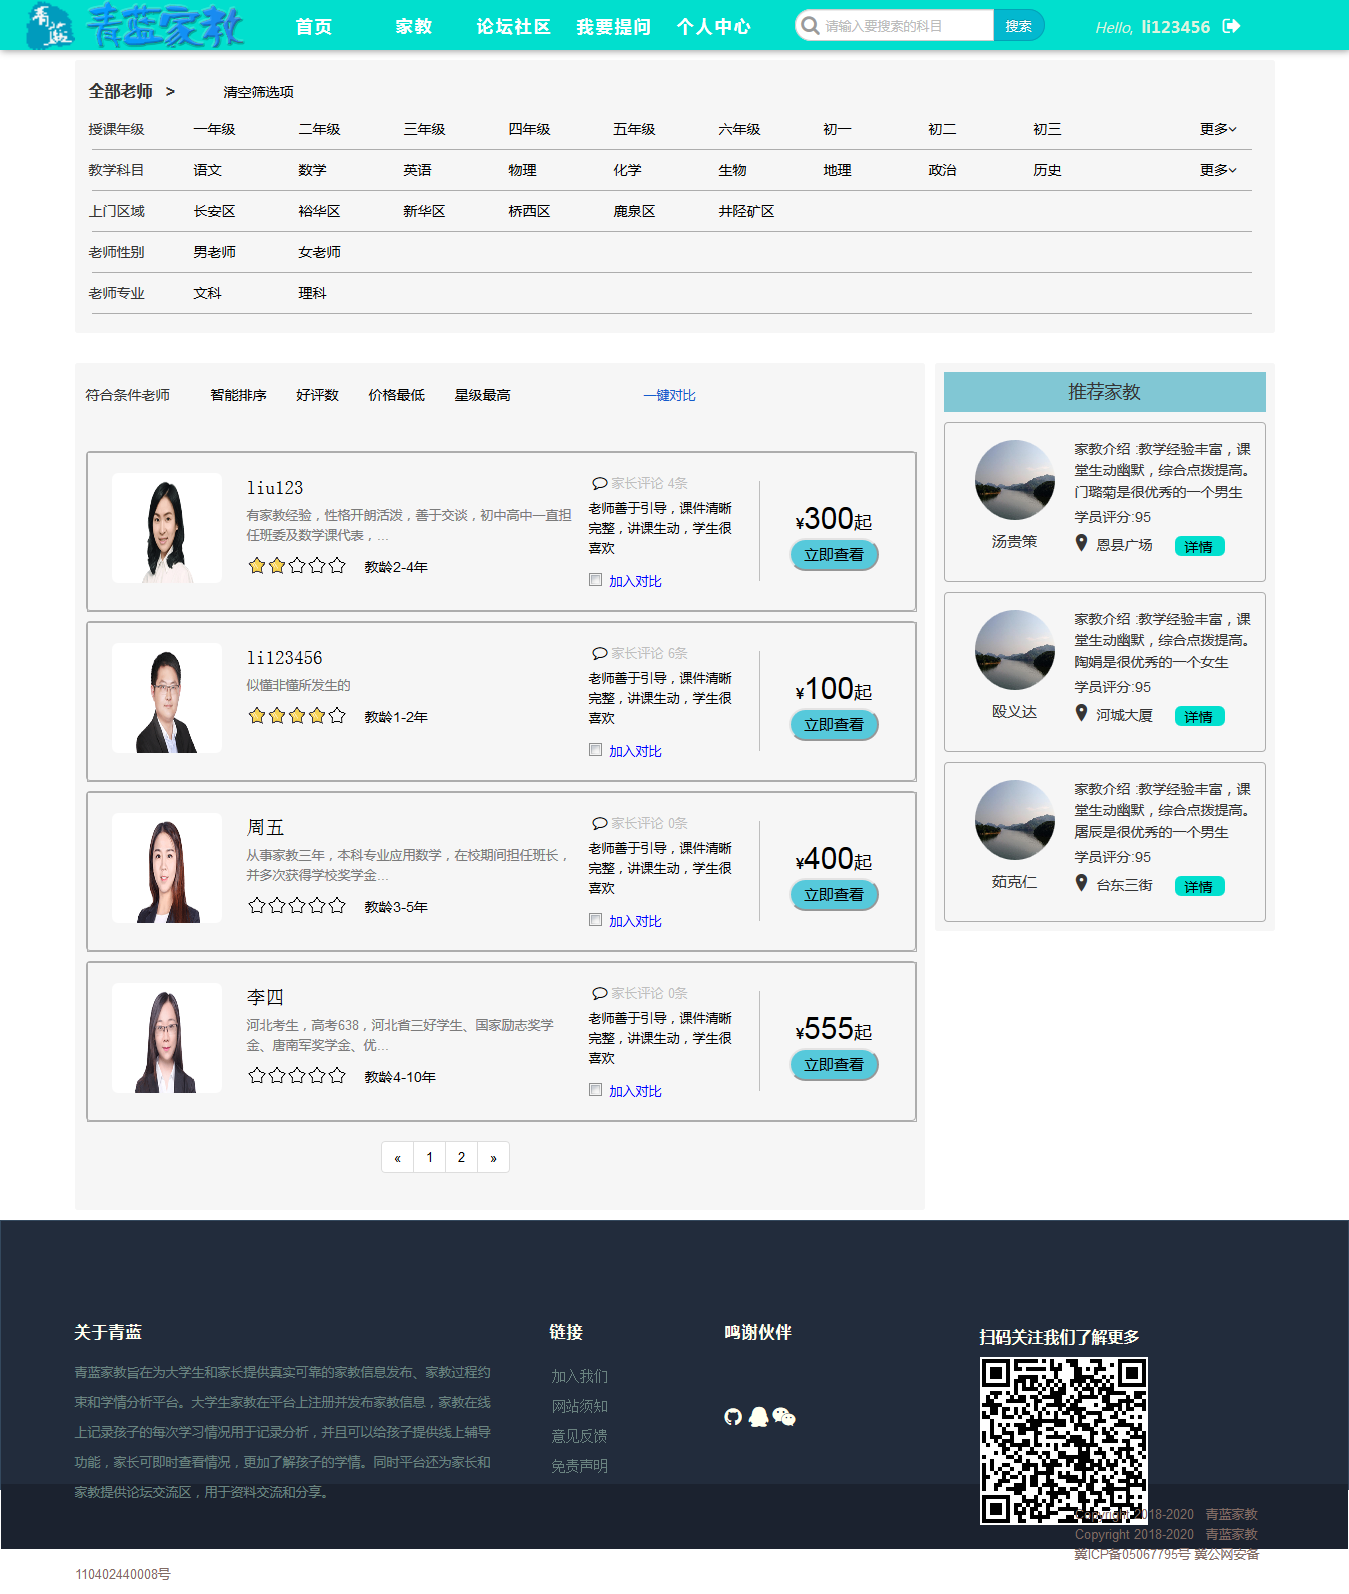 青蓝 青蓝家教 首页 家教 论坛社区 我要提问 个人中心 请输入要搜索的科目 搜索 Hello, li123456
全部老师 > 清空筛选项
授课年级 一年级 二年级 三年级 四年级 五年级 六年级 初一 初二 初三 更多
教学科目 语文 数学 英语 物理 化学 生物 地理 政治 历史 更多
上门区域 长安区 裕华区 新华区 桥西区 鹿泉区 井陉矿区
老师性别 男老师 女老师
老师专业 文科 理科
符合条件老师 智能排序 好评数 价格最低 星级最高 一键对比
liu123
有家教经验，性格开朗活泼，善于交谈，初中高中一直担
任班委及数学课代表，...
教龄2-4年
家长评论 4条
老师善于引导，课件清晰
完整，讲课生动，学生很
喜欢
加入对比
¥300起
立即查看
li123456
似懂非懂所发生的
教龄1-2年
家长评论 6条
老师善于引导，课件清晰
完整，讲课生动，学生很
喜欢
加入对比
¥100起
立即查看
周五
从事家教三年，本科专业应用数学，在校期间担任班长，
并多次获得学校奖学金...
教龄3-5年
家长评论 0条
老师善于引导，课件清晰
完整，讲课生动，学生很
喜欢
加入对比
¥400起
立即查看
李四
河北考生，高考638，河北省三好学生、国家励志奖学
金、唐南军奖学金、优...
教龄4-10年
家长评论 0条
老师善于引导，课件清晰
完整，讲课生动，学生很
喜欢
加入对比
¥555起
立即查看
« 1 2 »
推荐家教
家教介绍 :教学经验丰富，课
堂生动幽默，综合点拨提高。
门璐菊是很优秀的一个男生
学员评分:95
汤贵策 恩县广场 详情
家教介绍 :教学经验丰富，课
堂生动幽默，综合点拨提高。
陶娟是很优秀的一个女生
学员评分:95
殴义达 河城大厦 详情
家教介绍 :教学经验丰富，课
堂生动幽默，综合点拨提高。
屠辰是很优秀的一个男生
学员评分:95
茹克仁 台东三街 详情
关于青蓝
青蓝家教旨在为大学生和家长提供真实可靠的家教信息发布、家教过程约
束和学情分析平台。大学生家教在平台上注册并发布家教信息，家教在线
上记录孩子的每次学习情况用于记录分析，并且可以给孩子提供线上辅导
功能，家长可即时查看情况，更加了解孩子的学情。同时平台还为家长和
家教提供论坛交流区，用于资料交流和分享。
链接
加入我们
网站须知
意见反馈
免责声明
鸣谢伙伴
扫码关注我们了解更多
Copyright 2018-2020 青蓝家教
Copyright 2018-2020 青蓝家教
冀ICP备05067795号 冀公网安备
110402440008号